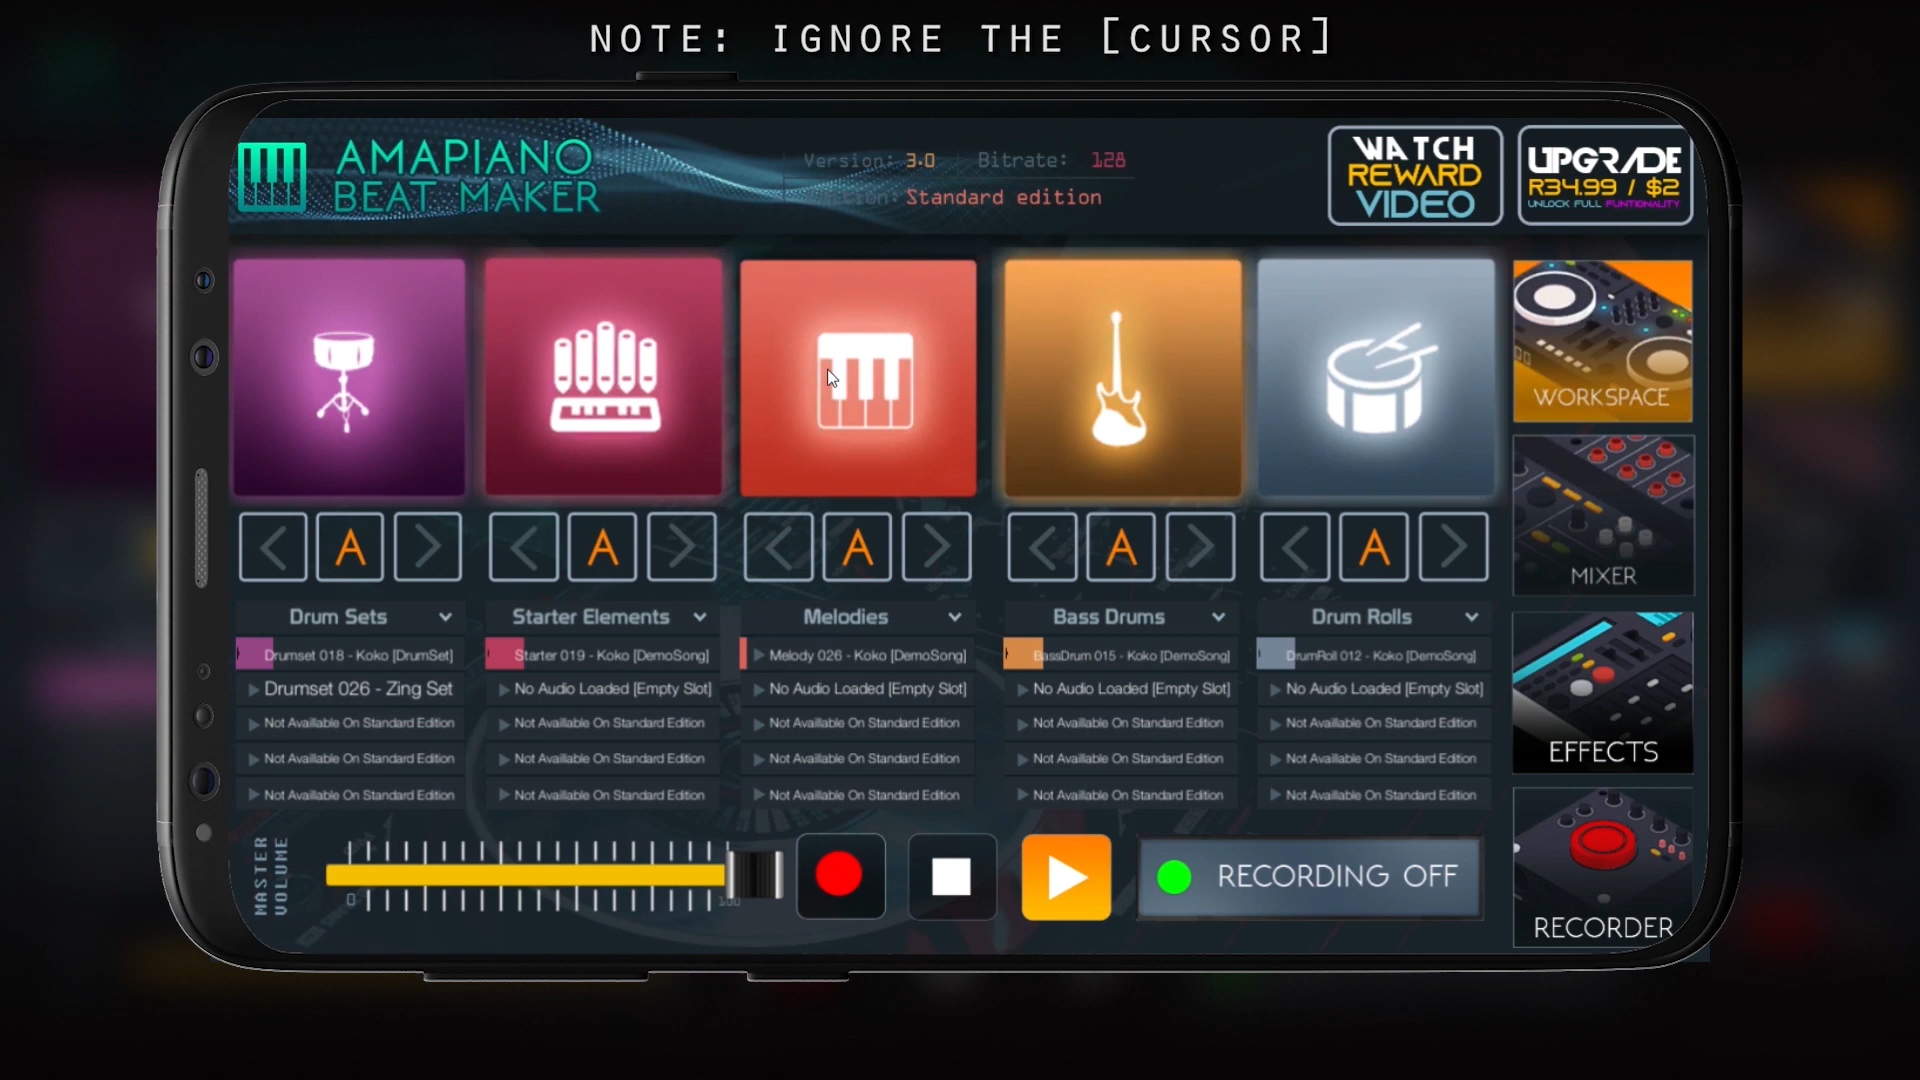 NOTE: IGNORE THE [CURSOR]
AMAPIANO
BEAT MAKER
Version: 3.0 Bitrate: 128
Standard edition
WATCH
REWARD
VIDEO
UPGRADE
R34.99 / $2
UNLOCK FULL FUNTIONALITY
WORKSPACE
MIXER
EFFECTS
RECORDER
A A A A A
Drum Sets Starter Elements Melodies Bass Drums Drum Rolls
Drumset 018 - Koko [DrumSet] Starter 019 - Koko [DemoSong] Melody 026 - Koko [DemoSong] BassDrum 015 - Koko [DemoSong] DrumRoll 012 - Koko [DemoSong]
Drumset 026 - Zing Set No Audio Loaded [Empty Slot] No Audio Loaded [Empty Slot] No Audio Loaded [Empty Slot] No Audio Loaded [Empty Slot]
Not Available On Standard Edition Not Available On Standard Edition Not Available On Standard Edition Not Available On Standard Edition Not Available On Standard Edition
Not Available On Standard Edition Not Available On Standard Edition Not Available On Standard Edition Not Available On Standard Edition Not Available On Standard Edition
Not Available On Standard Edition Not Available On Standard Edition Not Available On Standard Edition Not Available On Standard Edition Not Available On Standard Edition
MASTER
VOLUME
0 100
RECORDING OFF